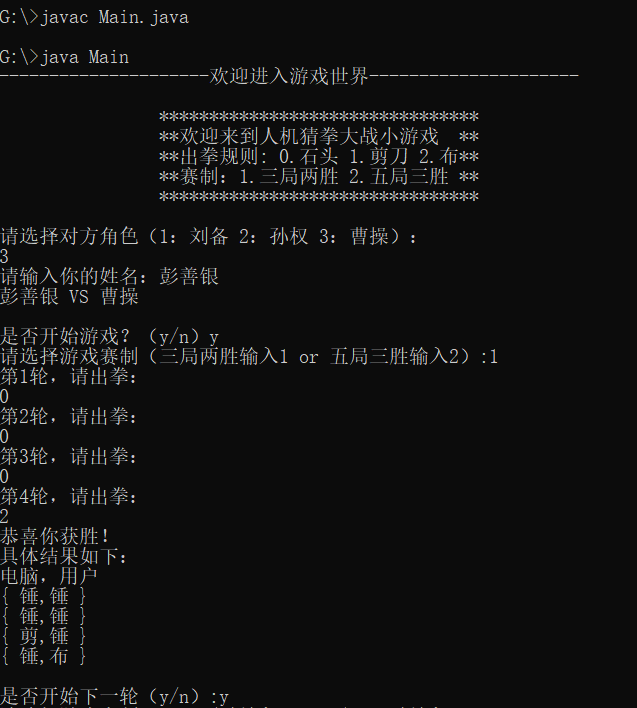 G:\>javac Main.java
G:\>java Main
---------------------欢迎进入游戏世界---------------------
********************************
**欢迎来到人机猜拳大战小游戏  **
**出拳规则: 0.石头 1.剪刀 2.布**
**赛制: 1.三局两胜 2.五局三胜 **
********************************
请选择对方角色（1：刘备 2：孙权 3：曹操）：
3
请输入你的姓名：彭善银
彭善银 VS 曹操
是否开始游戏？（y/n）y
请选择游戏赛制（三局两胜输入1 or 五局三胜输入2）:1
第1轮，请出拳：
0
第2轮，请出拳：
0
第3轮，请出拳：
0
第4轮，请出拳：
2
恭喜你获胜！
具体结果如下：
电脑，用户
{ 锤,锤 }
{ 锤,锤 }
{ 剪,锤 }
{ 锤,布 }
是否开始下一轮（y/n）:y